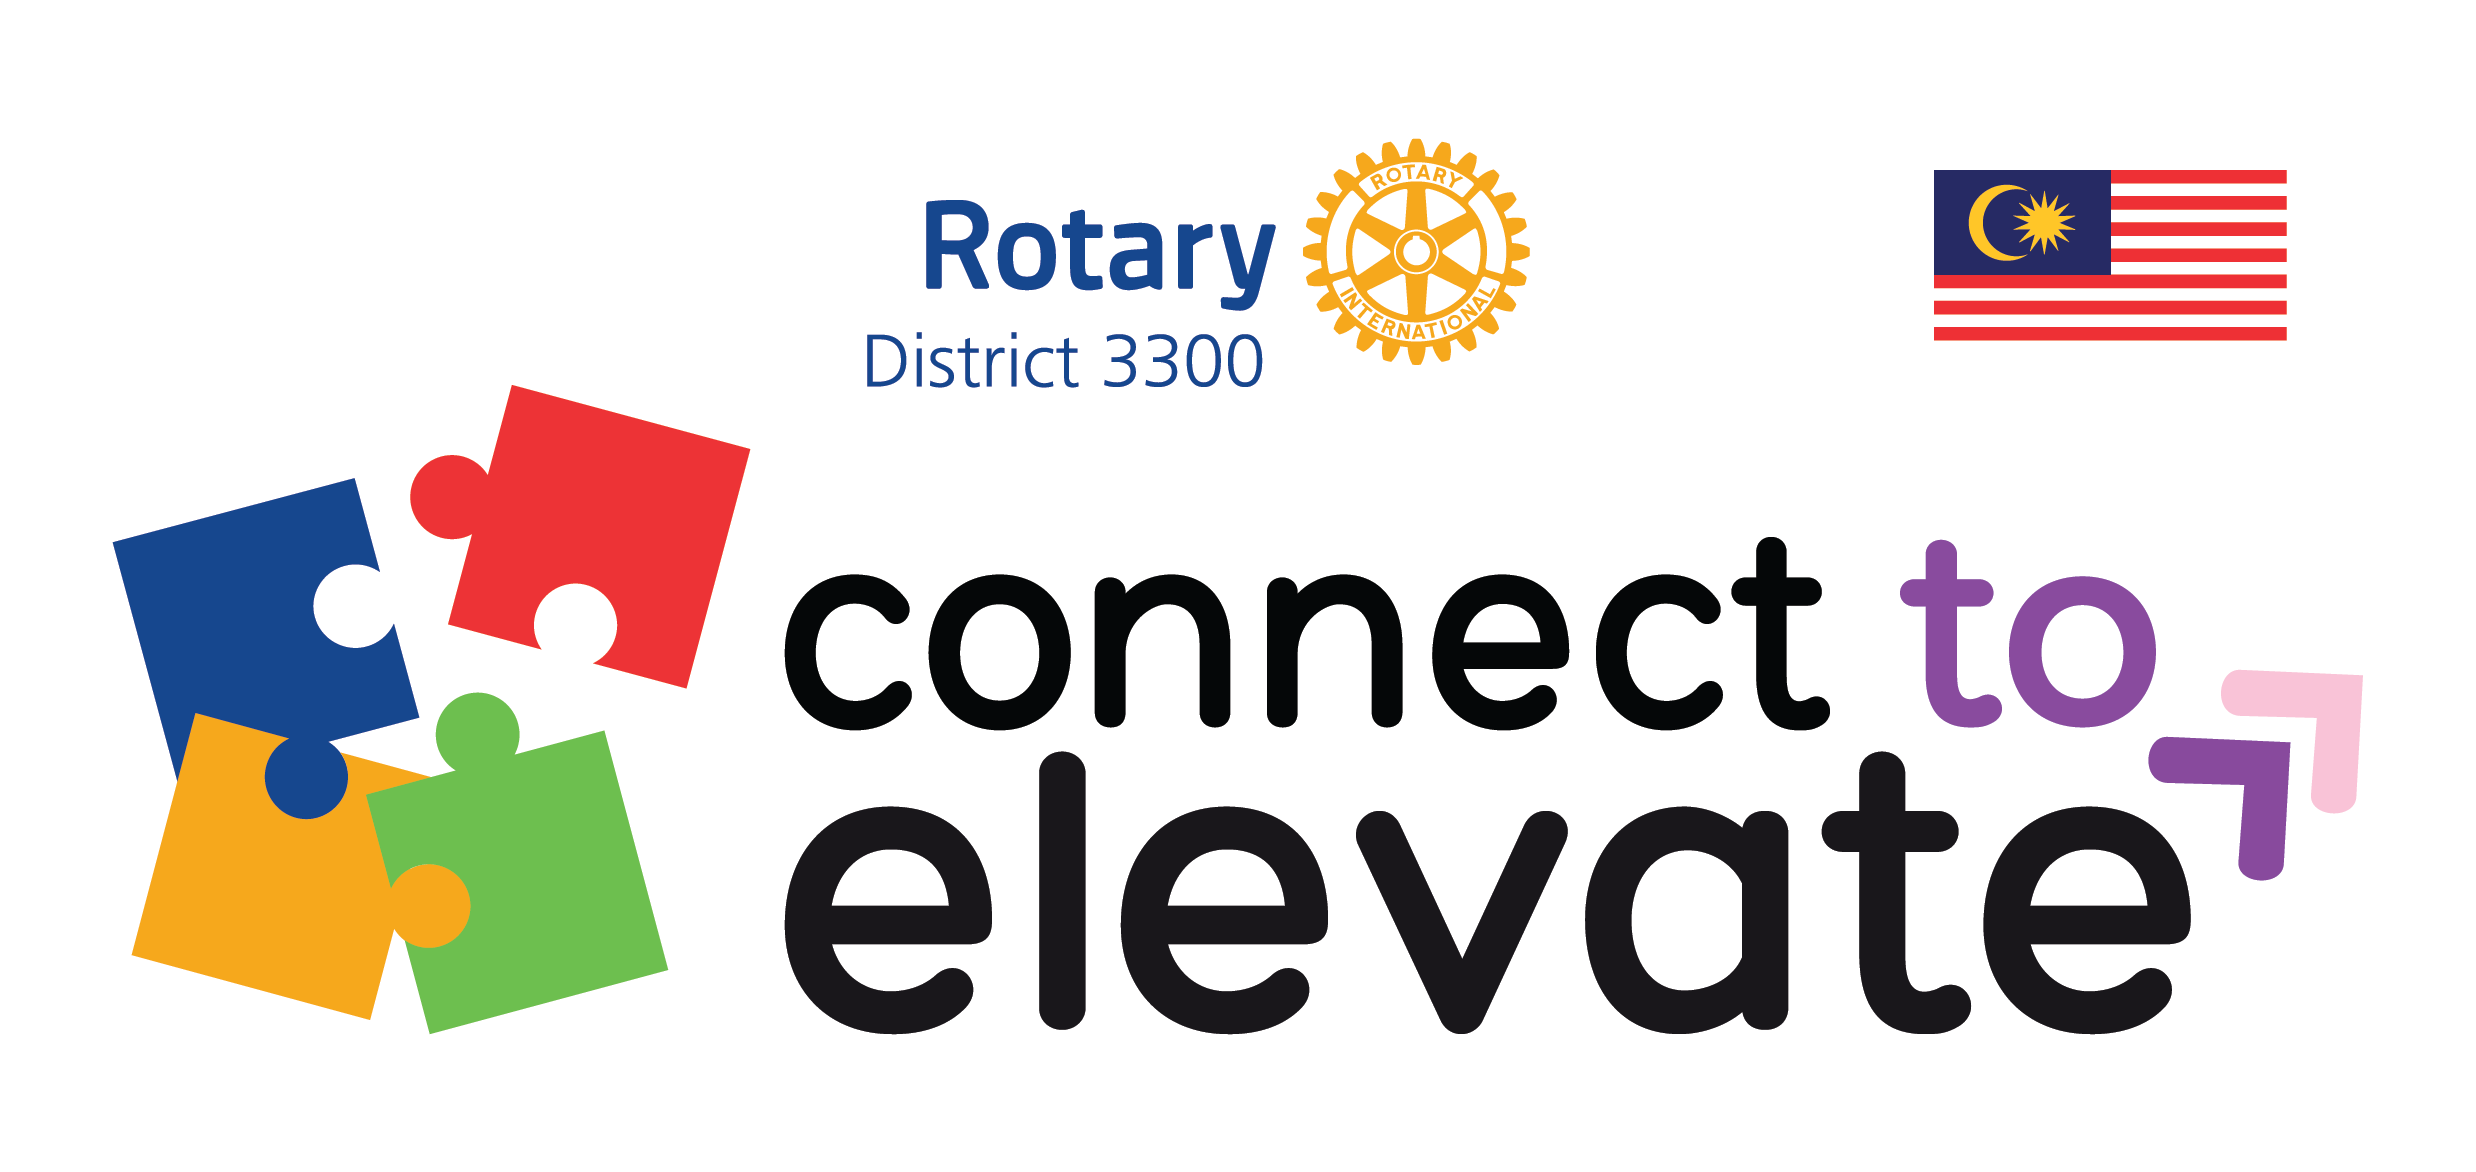 Rotary
District 3300
ROTARY
INTERNATIONAL
connect to
elevate